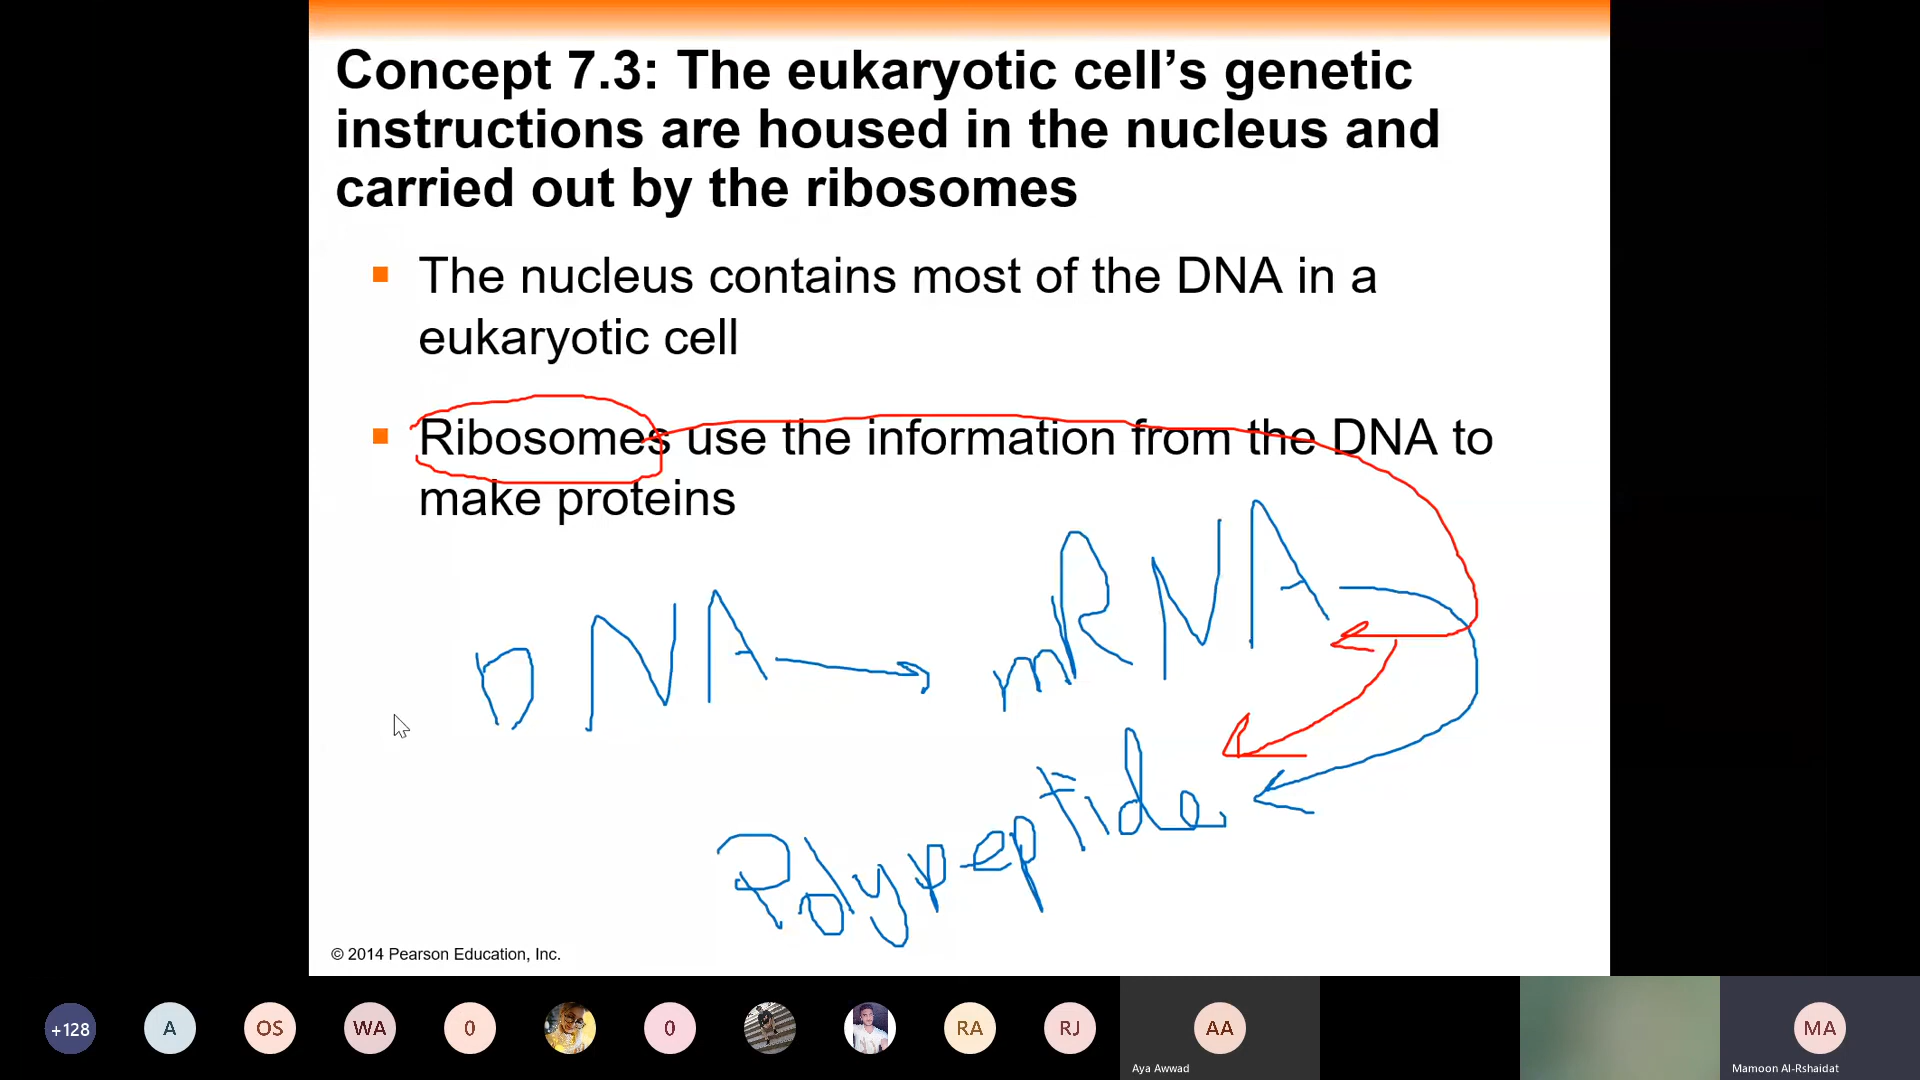 Concept 7.3: The eukaryotic cell’s genetic
instructions are housed in the nucleus and
carried out by the ribosomes
The nucleus contains most of the DNA in a
eukaryotic cell
Ribosomes use the information from the DNA to
make proteins
DNA mRNA
Polypeptide
© 2014 Pearson Education, Inc.
+128 A OS WA 0 0 RA RJ AA MA
Aya Awwad Mamoon Al-Rshaidat